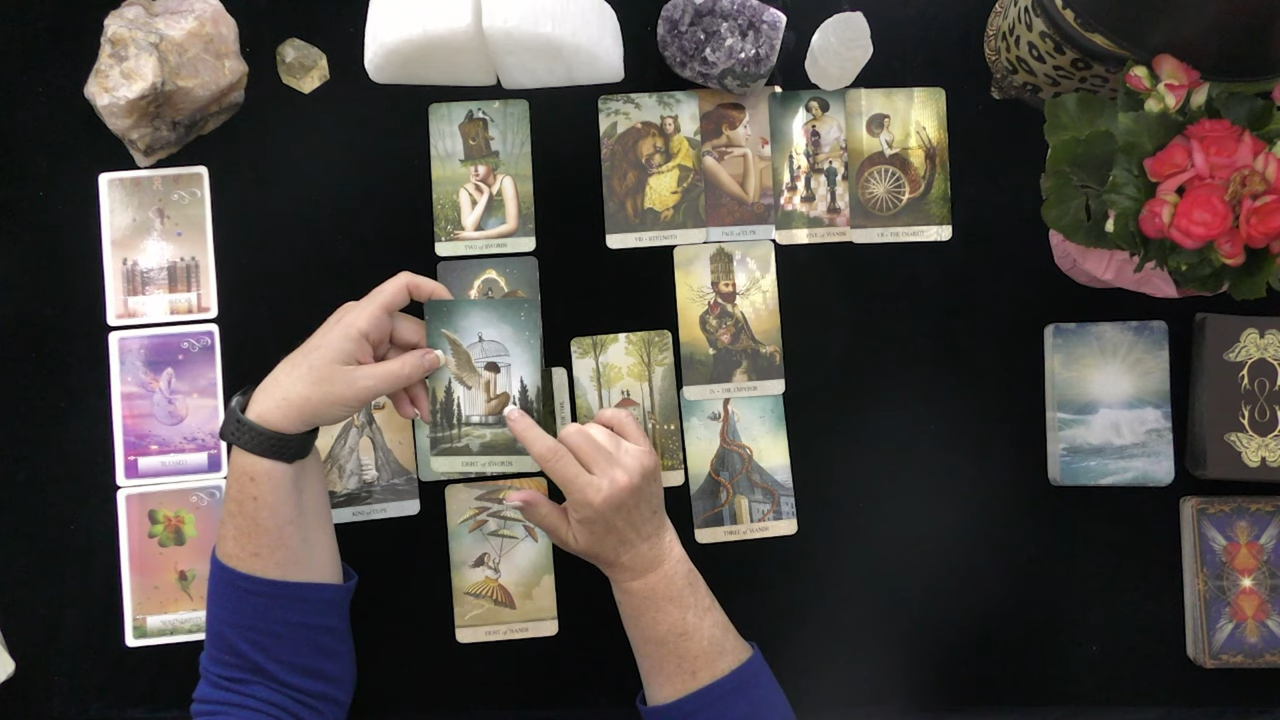 TWO of SWORDS
VIII • STRENGTH
PAGE of CUPS
FIVE of WANDS
VII • THE CHARIOT
IV • THE EMPEROR
BLESSED
EIGHT of SWORDS
KING of CUPS
THREE of WANDS
EIGHT of WANDS